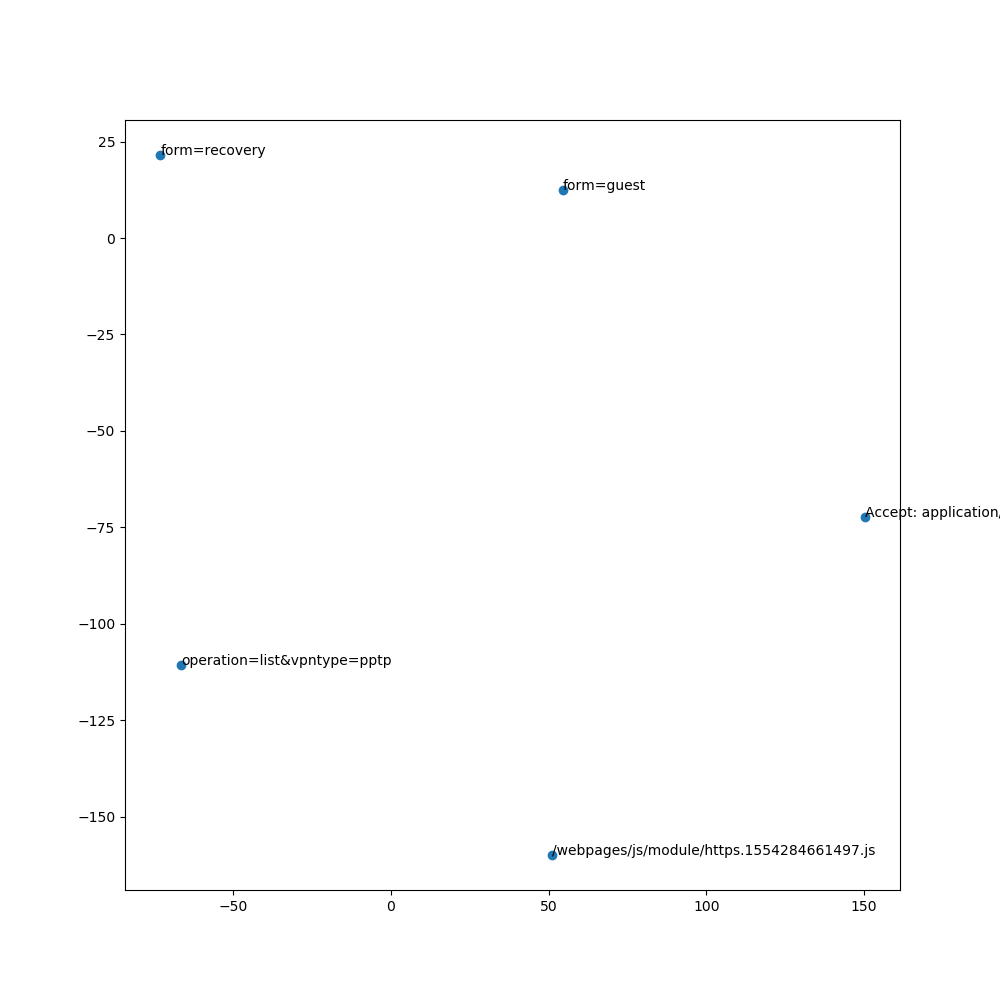 25
form=recovery
form=guest
0
−25
−50
−75
Accept: application/
−100
operation=list&vpntype=pptp
−125
−150
/webpages/js/module/https.1554284661497.js
−50
0
50
100
150